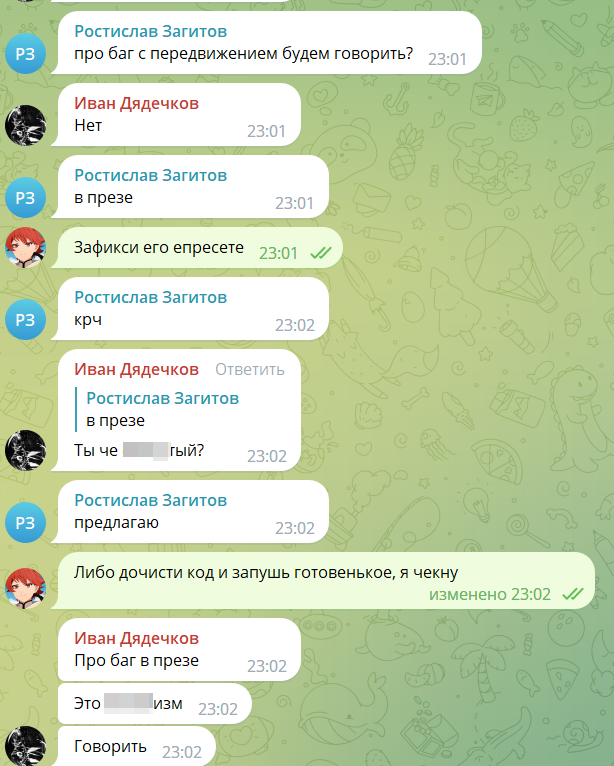 Ростислав Загитов
РЗ
про баг с передвижением будем говорить? 23:01
Иван Дядечков
Нет 23:01
Ростислав Загитов
РЗ
в презе 23:01
Зафикси его епресете 23:01
Ростислав Загитов
РЗ
крч 23:02
Иван Дядечков Ответить
Ростислав Загитов
в презе
Ты че гый? 23:02
Ростислав Загитов
РЗ
предлагаю 23:02
Либо дочисти код и запушь готовенькое, я чекну
изменено 23:02
Иван Дядечков
Про баг в презе 23:02
Это изм 23:02
Говорить 23:02